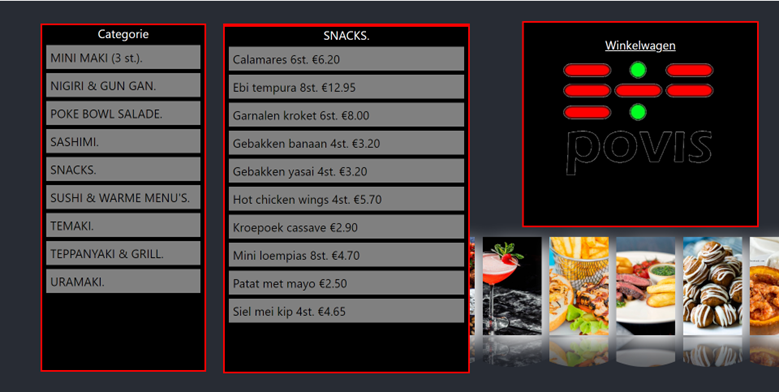 Categorie
MINI MAKI (3 st.).
NIGIRI & GUN GAN.
POKE BOWL SALADE.
SASHIMI.
SNACKS.
SUSHI & WARME MENU'S.
TEMAKI.
TEPPANYAKI & GRILL.
URAMAKI.
SNACKS.
Calamares 6st. €6.20
Ebi tempura 8st. €12.95
Garnalen kroket 6st. €8.00
Gebakken banaan 4st. €3.20
Gebakken yasai 4st. €3.20
Hot chicken wings 4st. €5.70
Kroepoek cassave €2.90
Mini loempias 8st. €4.70
Patat met mayo €2.50
Siel mei kip 4st. €4.65
Winkelwagen
povis